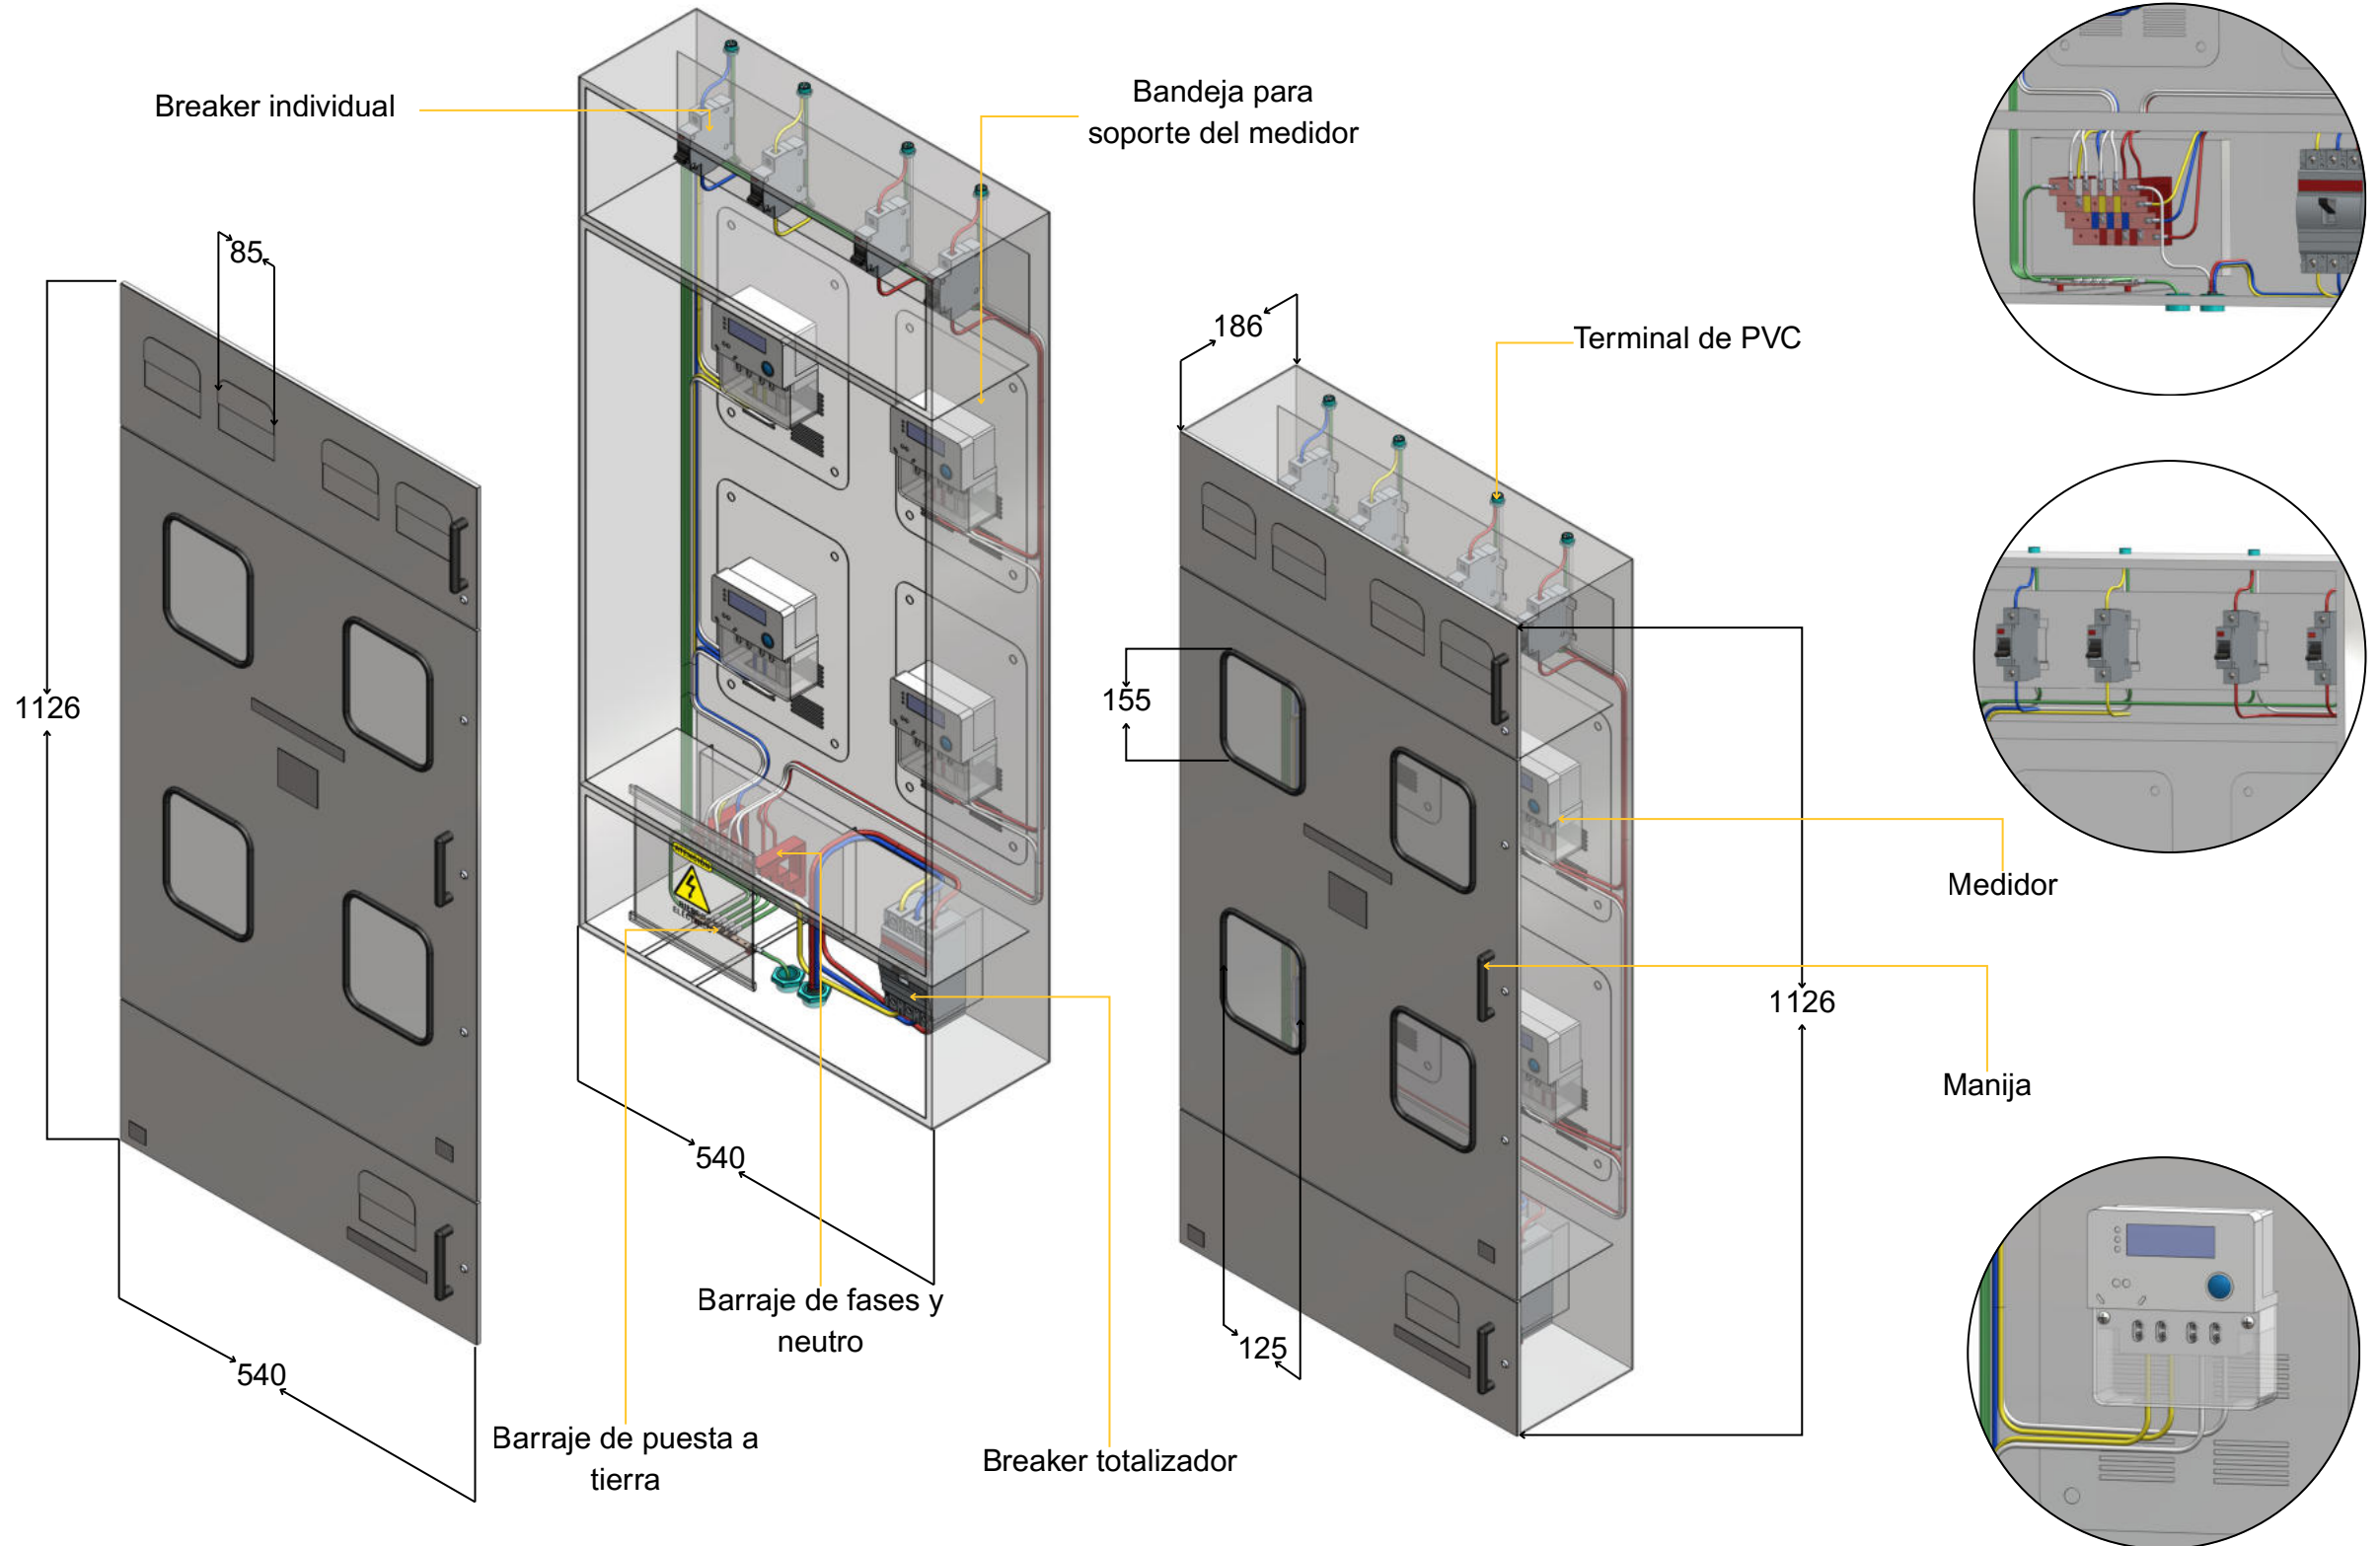 Breaker individual
Bandeja para
soporte del medidor
85
186
Terminal de PVC
1126
155
Medidor
1126
Manija
540
540
125
Barraje de fases y
neutro
Barraje de puesta a
tierra
Breaker totalizador